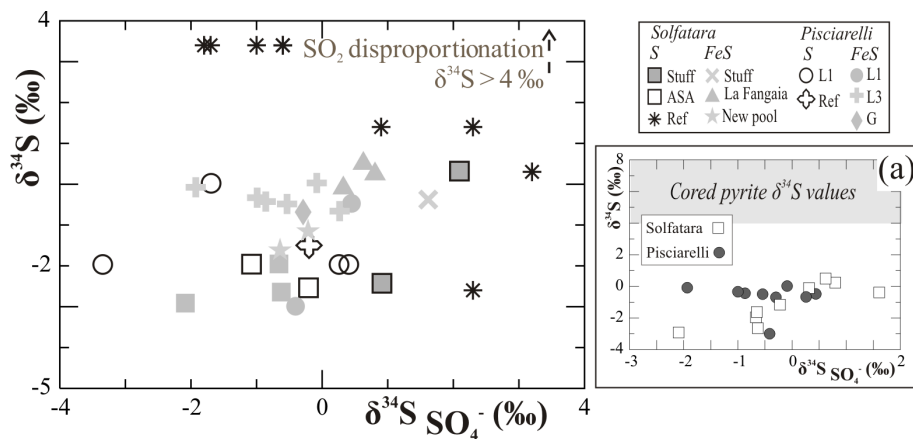 4
SO2 disproportionation
δ34S > 4 ‰
δ34S (‰)
-2
-5
-4 -2 0 2 4
δ34S SO4- (‰)
Solfatara Pisciarelli
S FeS S FeS
Stuff Stuff L1 L1
ASA La Fangaia Ref L3
Ref New pool G
(a)
8
6
4
2
0
-2
-4
Cored pyrite δ34S values
δ34S (‰)
Solfatara
Pisciarelli
-3 -2 -1 0 2
δ34S SO4- (‰)